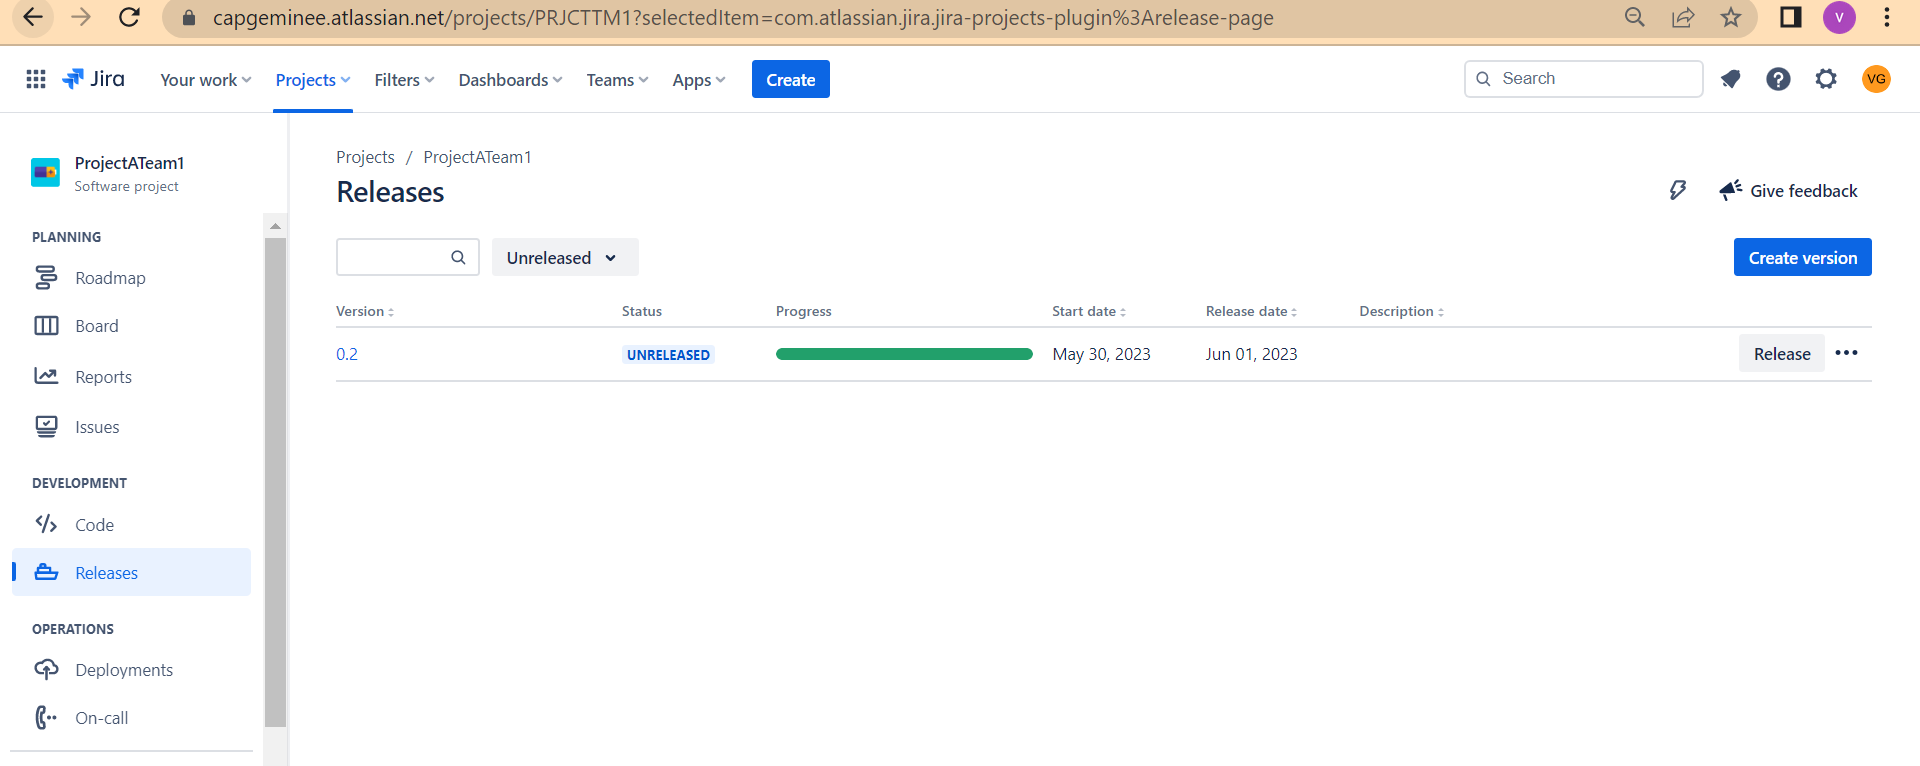 capgeminee.atlassian.net/projects/PRJCTTM1?selectedItem=com.atlassian.jira.jira-projects-plugin%3Arelease-page
V
Jira Your work Projects Filters Dashboards Teams Apps Create Search VG
ProjectATeam1
Software project
PLANNING
Roadmap
Board
Reports
Issues
DEVELOPMENT
Code
Releases
OPERATIONS
Deployments
On-call
Projects / ProjectATeam1
Releases
Give feedback
Unreleased
Create version
Version Status Progress Start date Release date Description
0.2 UNRELEASED May 30, 2023 Jun 01, 2023 Release